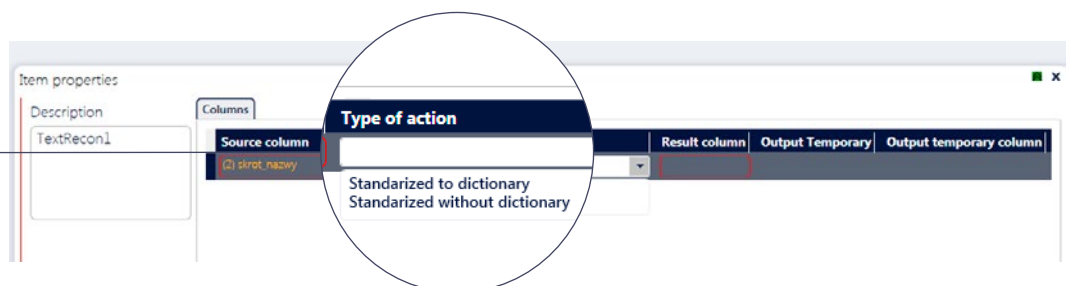 Item properties
x
Description
TextRecon1
Columns
Source column
Type of action
Result column
Output Temporary
Output temporary column
(2) skrot_nazwy
Standarized to dictionary
Standarized without dictionary